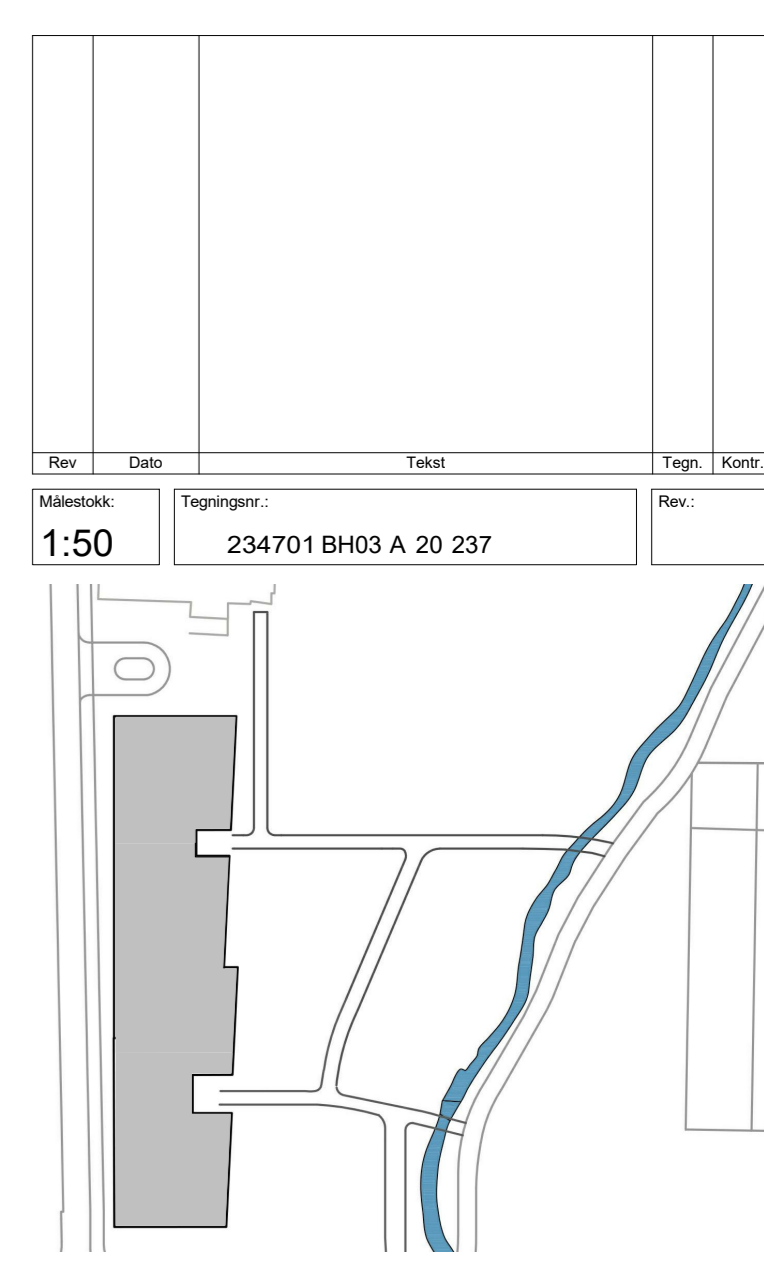 Rev Dato Tekst Tegn. Kontr.
Målestokk: Tegningsnr.: Rev.:
1:50 234701 BH03 A 20 237